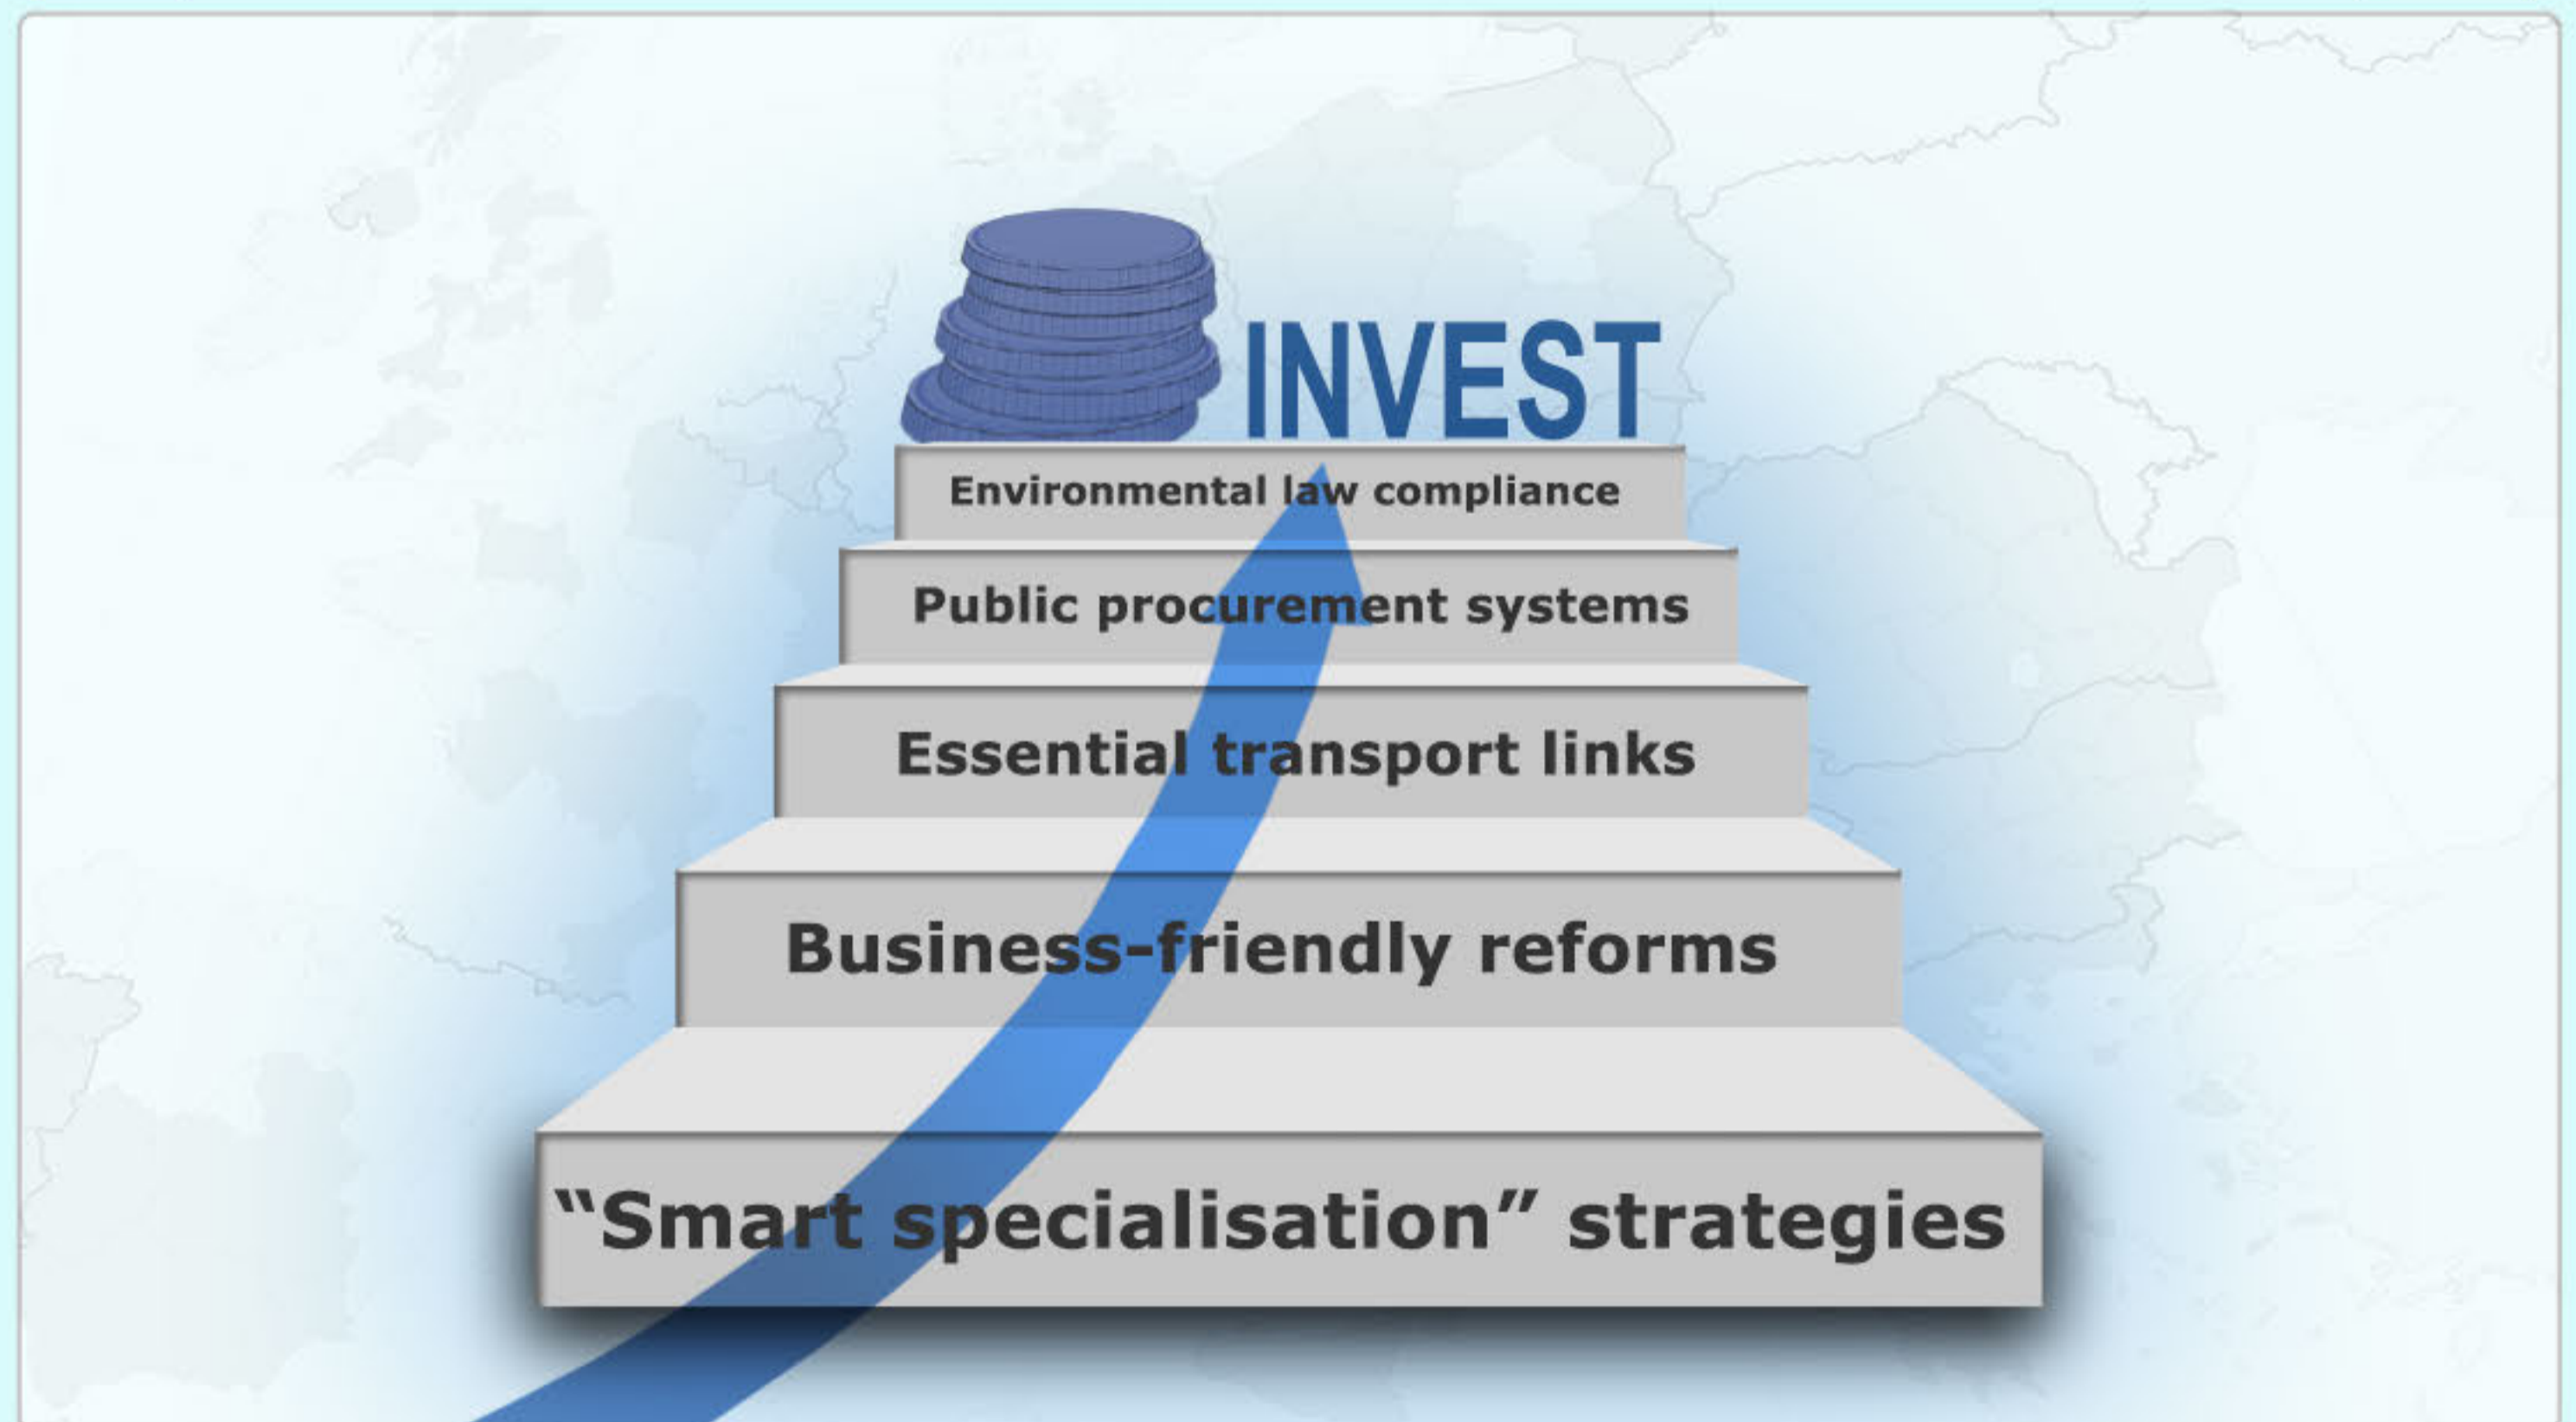 INVEST
Environmental law compliance
Public procurement systems
Essential transport links
Business-friendly reforms
“Smart specialisation” strategies